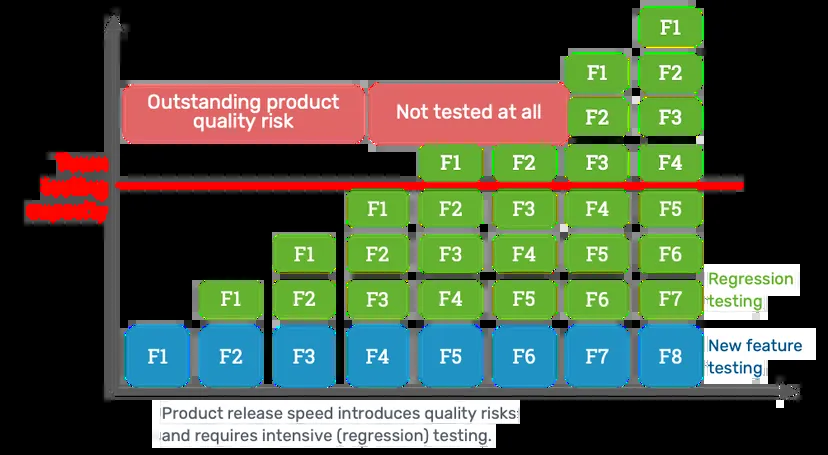 F1
F1 F2
Outstanding product
quality risk
Not tested at all
F2 F3
F1 F2 F3 F4
Team
testing
capacity
F1 F2 F3 F4 F5
F1 F2 F3 F4 F5 F6
F1 F2 F3 F4 F5 F6 F7
Regression
testing
F1 F2 F3 F4 F5 F6 F7 F8
New feature
testing
Product release speed introduces quality risks
and requires intensive (regression) testing.